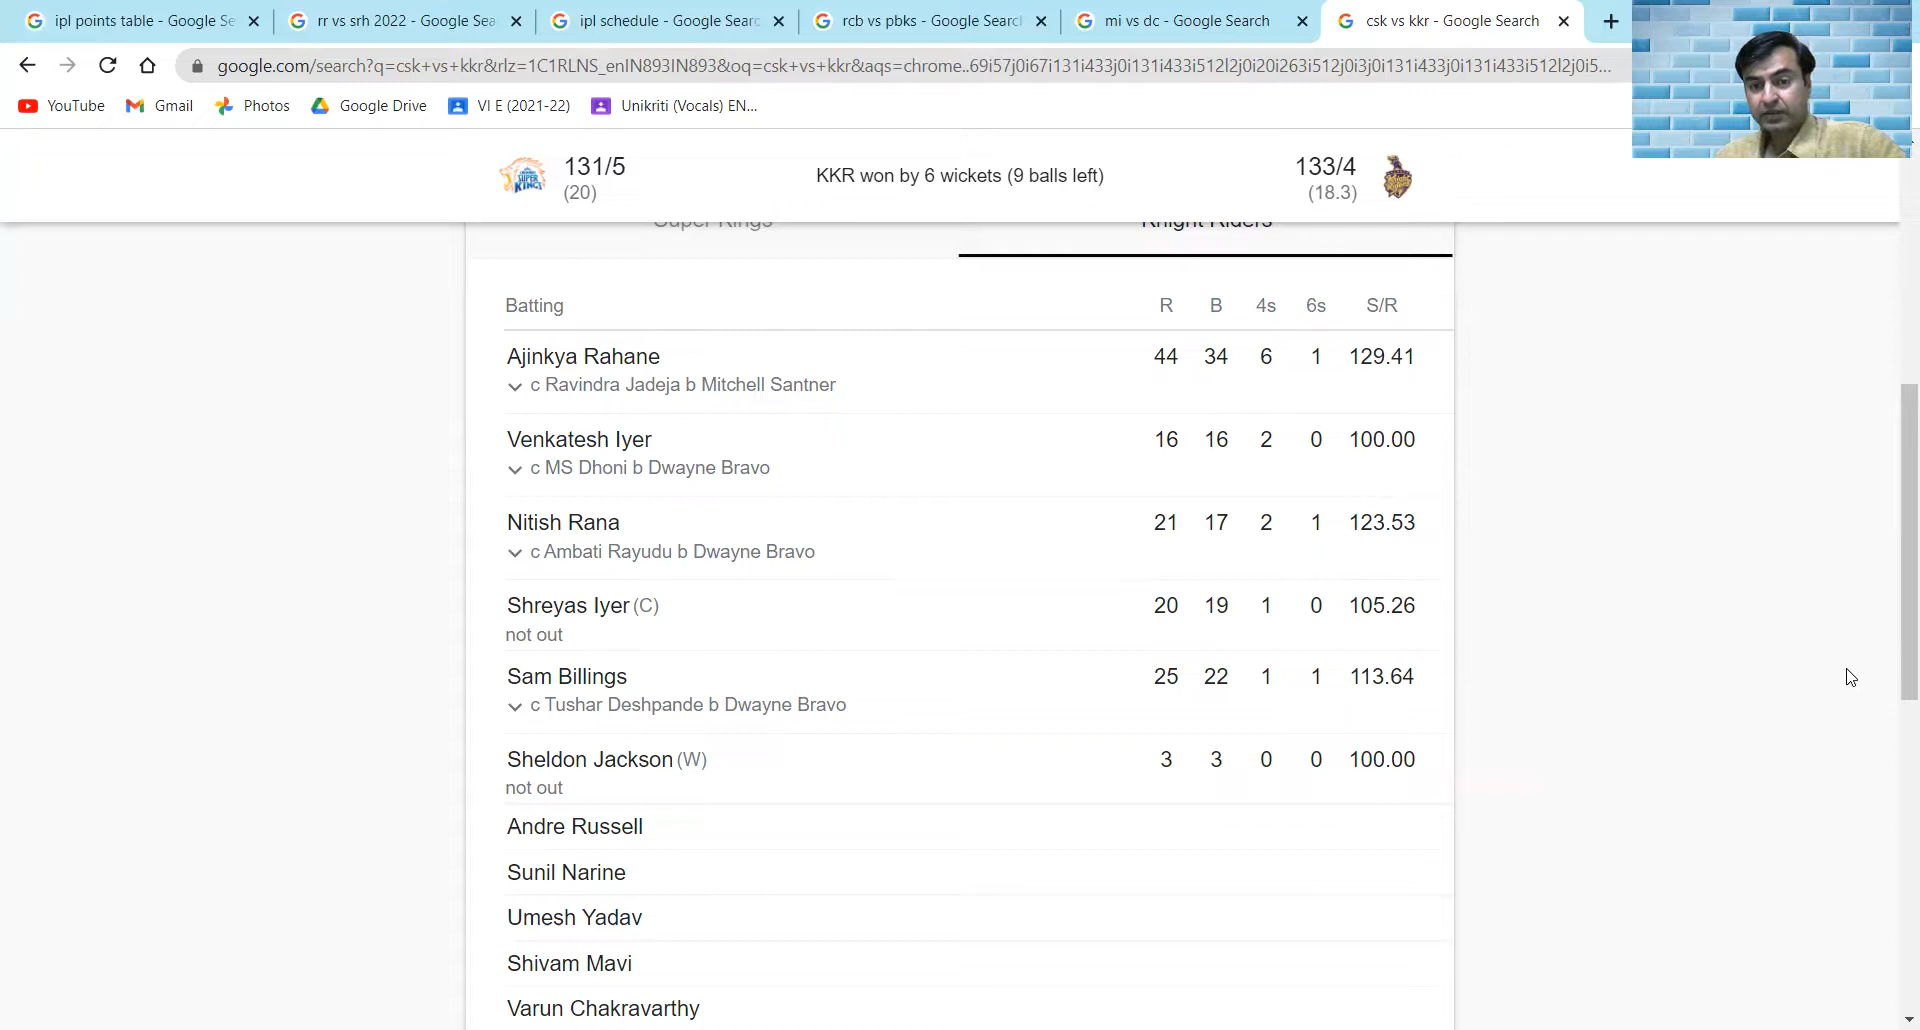 ipl points table - Google Se
rr vs srh 2022 - Google Sea
ipl schedule - Google Searc
rcb vs pbks - Google Search
mi vs dc - Google Search
csk vs kkr - Google Search
google.com/search?q=csk+vs+kkr&rlz=1C1RLNS_enIN893IN893&oq=csk+vs+kkr&aqs=chrome..69i57j0i67i131i433j0i131i433i512l2j0i20i263i512j0i3j0i131i433j0i131i433i512l2j0i5...
YouTube
Gmail
Photos
Google Drive
VI E (2021-22)
Unikriti (Vocals) EN...
131/5
(20)
KKR won by 6 wickets (9 balls left)
133/4
(18.3)
Super Kings
Knight Riders
Batting R B 4s 6s S/R
Ajinkya Rahane 44 34 6 1 129.41
c Ravindra Jadeja b Mitchell Santner
Venkatesh Iyer 16 16 2 0 100.00
c MS Dhoni b Dwayne Bravo
Nitish Rana 21 17 2 1 123.53
c Ambati Rayudu b Dwayne Bravo
Shreyas Iyer (C) 20 19 1 0 105.26
not out
Sam Billings 25 22 1 1 113.64
c Tushar Deshpande b Dwayne Bravo
Sheldon Jackson (W) 3 3 0 0 100.00
not out
Andre Russell
Sunil Narine
Umesh Yadav
Shivam Mavi
Varun Chakravarthy